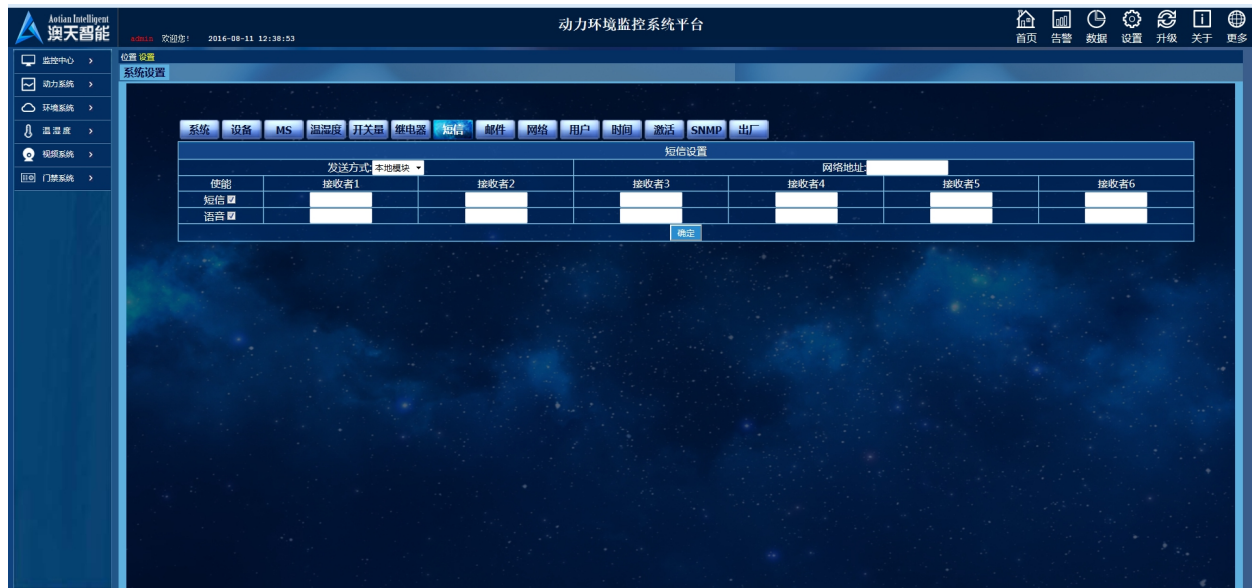 Aotian Intelligent
澳天智能
admin 欢迎您! 2016-08-11 12:38:53
动力环境监控系统平台
首页 告警 数据 设置 升级 关于 更多
监控中心 >
动力系统 >
环境系统 >
温湿度 >
视频系统 >
门禁系统 >
位置 设置
系统设置
系统 设备 MS 温湿度 开关量 继电器 短信 邮件 网络 用户 时间 激活 SNMP 出厂
短信设置
发送方式: 本地模块 网络地址:
使能 接收者1 接收者2 接收者3 接收者4 接收者5 接收者6
短信
语音
确定